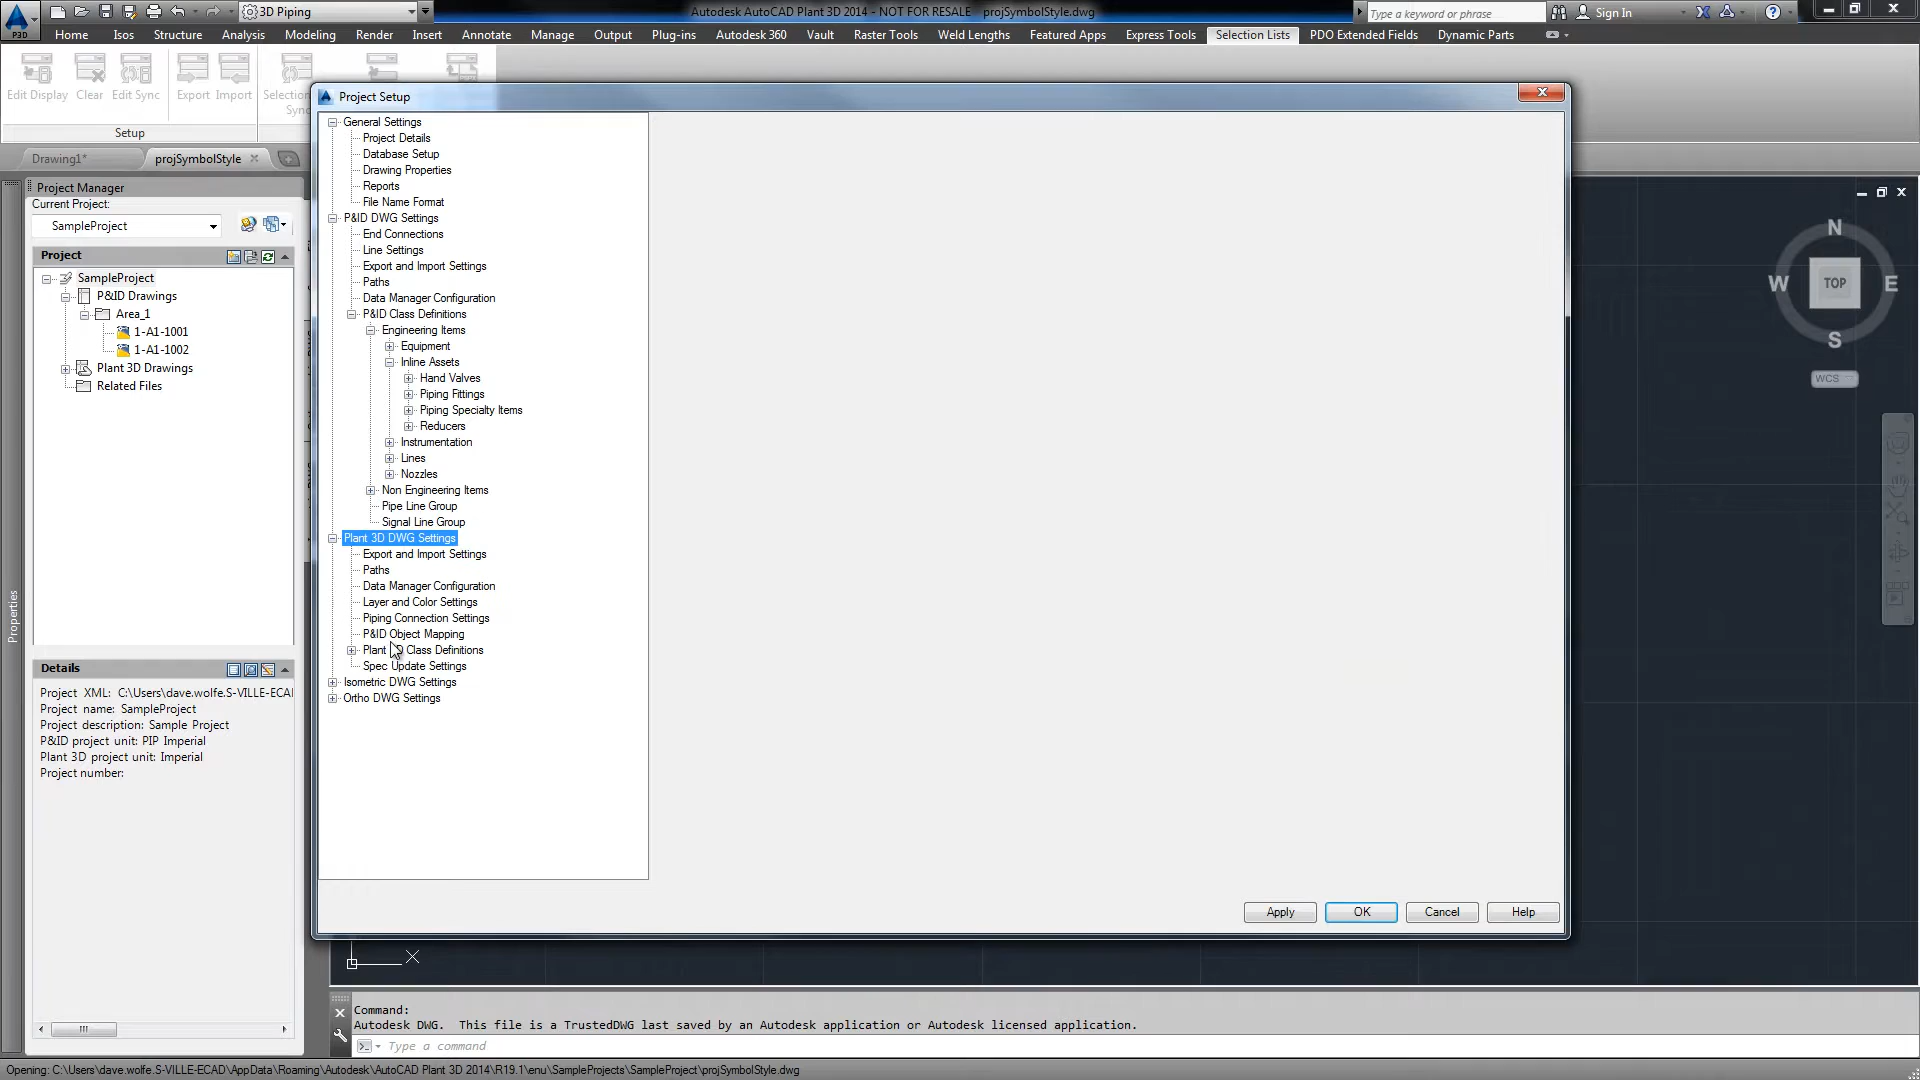 3D Piping
Autodesk AutoCAD Plant 3D 2014 - NOT FOR RESALE projSymbolStyle.dwg
Type a keyword or phrase
Sign In
P3D
Home Isos Structure Analysis Modeling Render Insert Annotate Manage Output Plug-ins Autodesk 360 Vault Raster Tools Weld Lengths Featured Apps Express Tools Selection Lists PDO Extended Fields Dynamic Parts
Edit Display Clear Edit Sync Export Import Selection
Sync
Setup
Drawing1* projSymbolStyle
Project Manager
Current Project:
SampleProject
Project
SampleProject
P&ID Drawings
Area_1
1-A1-1001
1-A1-1002
Plant 3D Drawings
Related Files
Properties
Details
Project XML: C:\Users\dave.wolfe.S-VILLE-ECAI
Project name: SampleProject
Project description: Sample Project
P&ID project unit: PIP Imperial
Plant 3D project unit: Imperial
Project number:
Project Setup
General Settings
Project Details
Database Setup
Drawing Properties
Reports
File Name Format
P&ID DWG Settings
End Connections
Line Settings
Export and Import Settings
Paths
Data Manager Configuration
P&ID Class Definitions
Engineering Items
Equipment
Inline Assets
Hand Valves
Piping Fittings
Piping Specialty Items
Reducers
Instrumentation
Lines
Nozzles
Non Engineering Items
Pipe Line Group
Signal Line Group
Plant 3D DWG Settings
Export and Import Settings
Paths
Data Manager Configuration
Layer and Color Settings
Piping Connection Settings
P&ID Object Mapping
Plant 3D Class Definitions
Spec Update Settings
Isometric DWG Settings
Ortho DWG Settings
Apply OK Cancel Help
N
W TOP E
S
WCS
Command:
Autodesk DWG. This file is a TrustedDWG last saved by an Autodesk application or Autodesk licensed application.
Type a command
Opening: C:\Users\dave.wolfe.S-VILLE-ECAD\AppData\Roaming\Autodesk\AutoCAD Plant 3D 2014\R19.1\enu\SampleProjects\SampleProject\projSymbolStyle.dwg